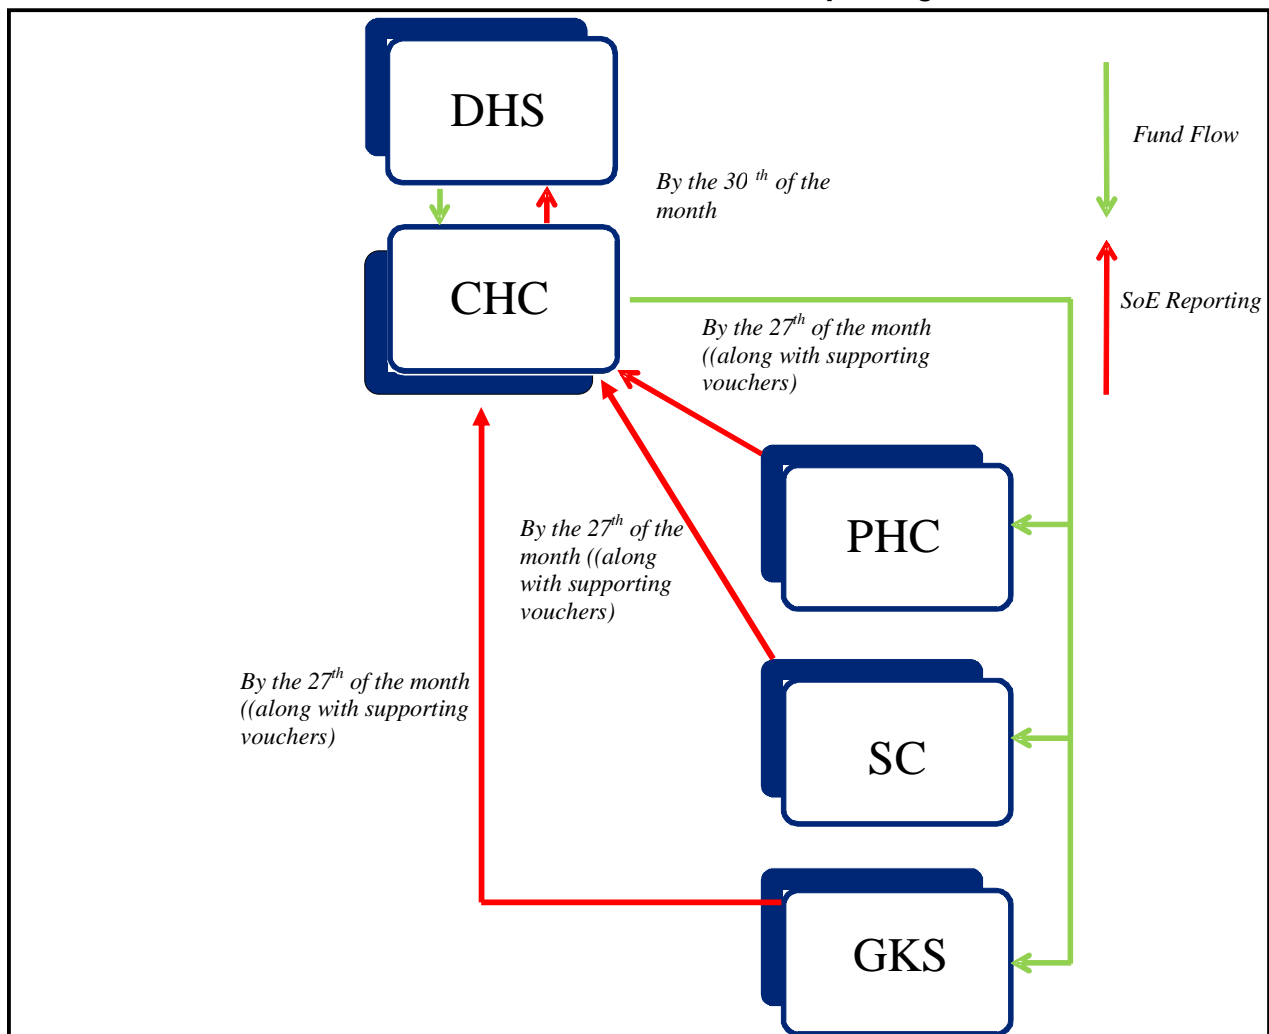 DHS
Fund Flow
By the 30 th of the
month
CHC
SoE Reporting
By the 27th of the month
((along with supporting
vouchers)
PHC
By the 27th of the
month ((along
with supporting
vouchers)
By the 27th of the month
((along with supporting
vouchers)
SC
GKS